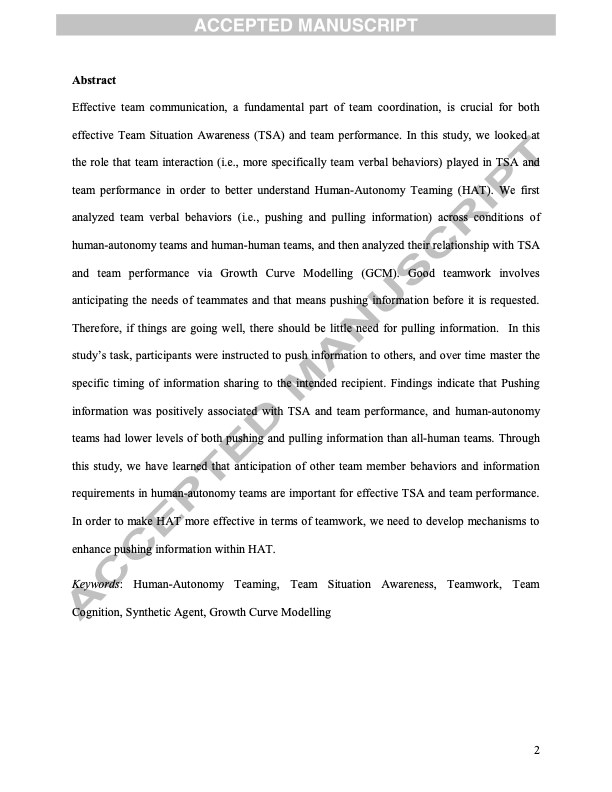 ACCEPTED MANUSCRIPT
Abstract
Effective team communication, a fundamental part of team coordination, is crucial for both
effective Team Situation Awareness (TSA) and team performance. In this study, we looked at
the role that team interaction (i.e., more specifically team verbal behaviors) played in TSA and
team performance in order to better understand Human-Autonomy Teaming (HAT). We first
analyzed team verbal behaviors (i.e., pushing and pulling information) across conditions of
human-autonomy teams and human-human teams, and then analyzed their relationship with TSA
and team performance via Growth Curve Modelling (GCM). Good teamwork involves
anticipating the needs of teammates and that means pushing information before it is requested.
Therefore, if things are going well, there should be little need for pulling information. In this
study’s task, participants were instructed to push information to others, and over time master the
specific timing of information sharing to the intended recipient. Findings indicate that Pushing
information was positively associated with TSA and team performance, and human-autonomy
teams had lower levels of both pushing and pulling information than all-human teams. Through
this study, we have learned that anticipation of other team member behaviors and information
requirements in human-autonomy teams are important for effective TSA and team performance.
In order to make HAT more effective in terms of teamwork, we need to develop mechanisms to
enhance pushing information within HAT.
Keywords: Human-Autonomy Teaming, Team Situation Awareness, Teamwork, Team
Cognition, Synthetic Agent, Growth Curve Modelling
ACCEPTED MANUSCRIPT
2